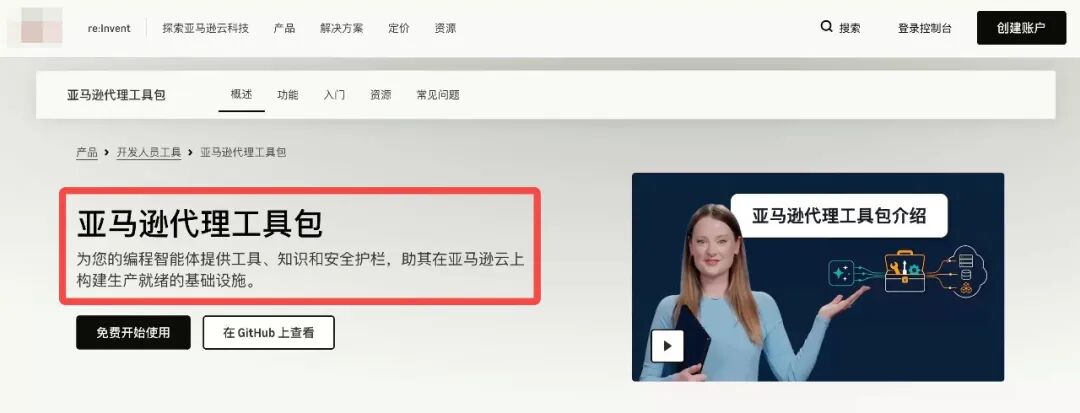 re:Invent
探索亚马逊云科技
产品
解决方案
定价
资源
搜索
登录控制台
创建账户
亚马逊代理工具包
概述
功能
入门
资源
常见问题
产品 > 开发人员工具 > 亚马逊代理工具包
亚马逊代理工具包
为您的编程智能体提供工具、知识和安全护栏，助其在亚马逊云上
构建生产就绪的基础设施。
免费开始使用
在 GitHub 上查看
亚马逊代理工具包介绍